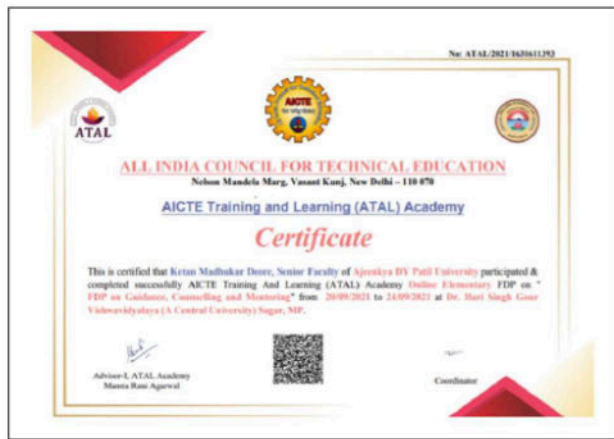 No: ATAL/2021/1631611393
ATAL
AICTE
ALL INDIA COUNCIL FOR TECHNICAL EDUCATION
Nelson Mandela Marg, Vasant Kunj, New Delhi – 110 070
AICTE Training and Learning (ATAL) Academy
Certificate
This is certified that Ketan Madhukar Deore, Senior Faculty of Ajeenkya DY Patil University participated &
completed successfully AICTE Training And Learning (ATAL) Academy Online Elementary FDP on "
FDP on Guidance, Counselling and Mentoring" from 20/09/2021 to 24/09/2021 at Dr. Hari Singh Gour
Vishwavidyalaya (A Central University) Sagar, MP.
Advisor-I, ATAL Academy
Mamta Rani Agarwal
Coordinator